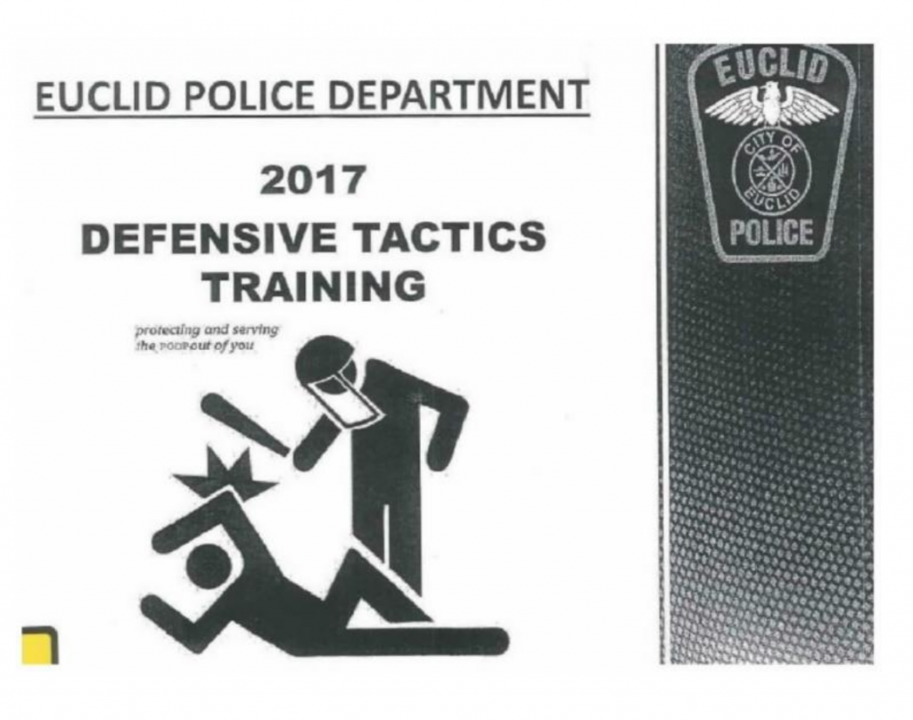 EUCLID POLICE DEPARTMENT
2017
DEFENSIVE TACTICS
TRAINING
protecting and serving
the POOP out of you
EUCLID
CITY OF
EUCLID
POLICE